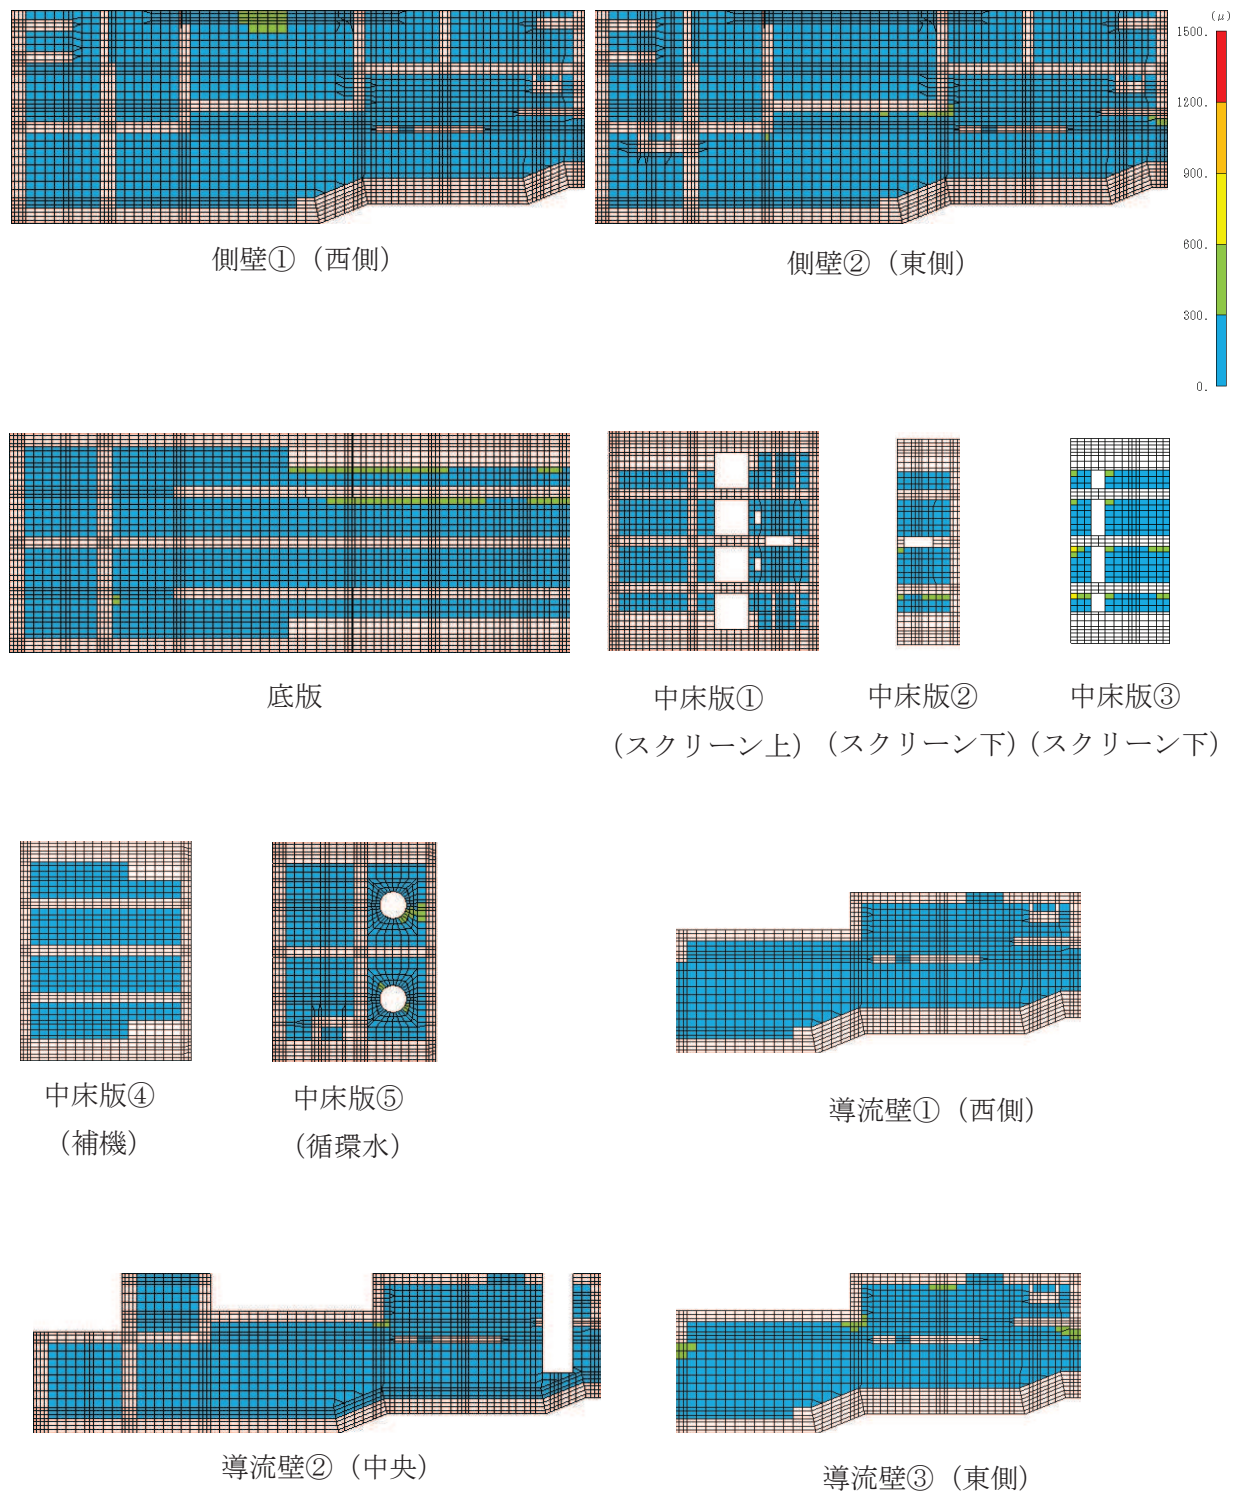 (μ)
1500.
1200.
900.
600.
300.
0.
側壁①（西側）
側壁②（東側）
底版
中床版①
（スクリーン上）
中床版②
（スクリーン下）
中床版③
（スクリーン下）
中床版④
（補機）
中床版⑤
（循環水）
導流壁①（西側）
導流壁②（中央）
導流壁③（東側）